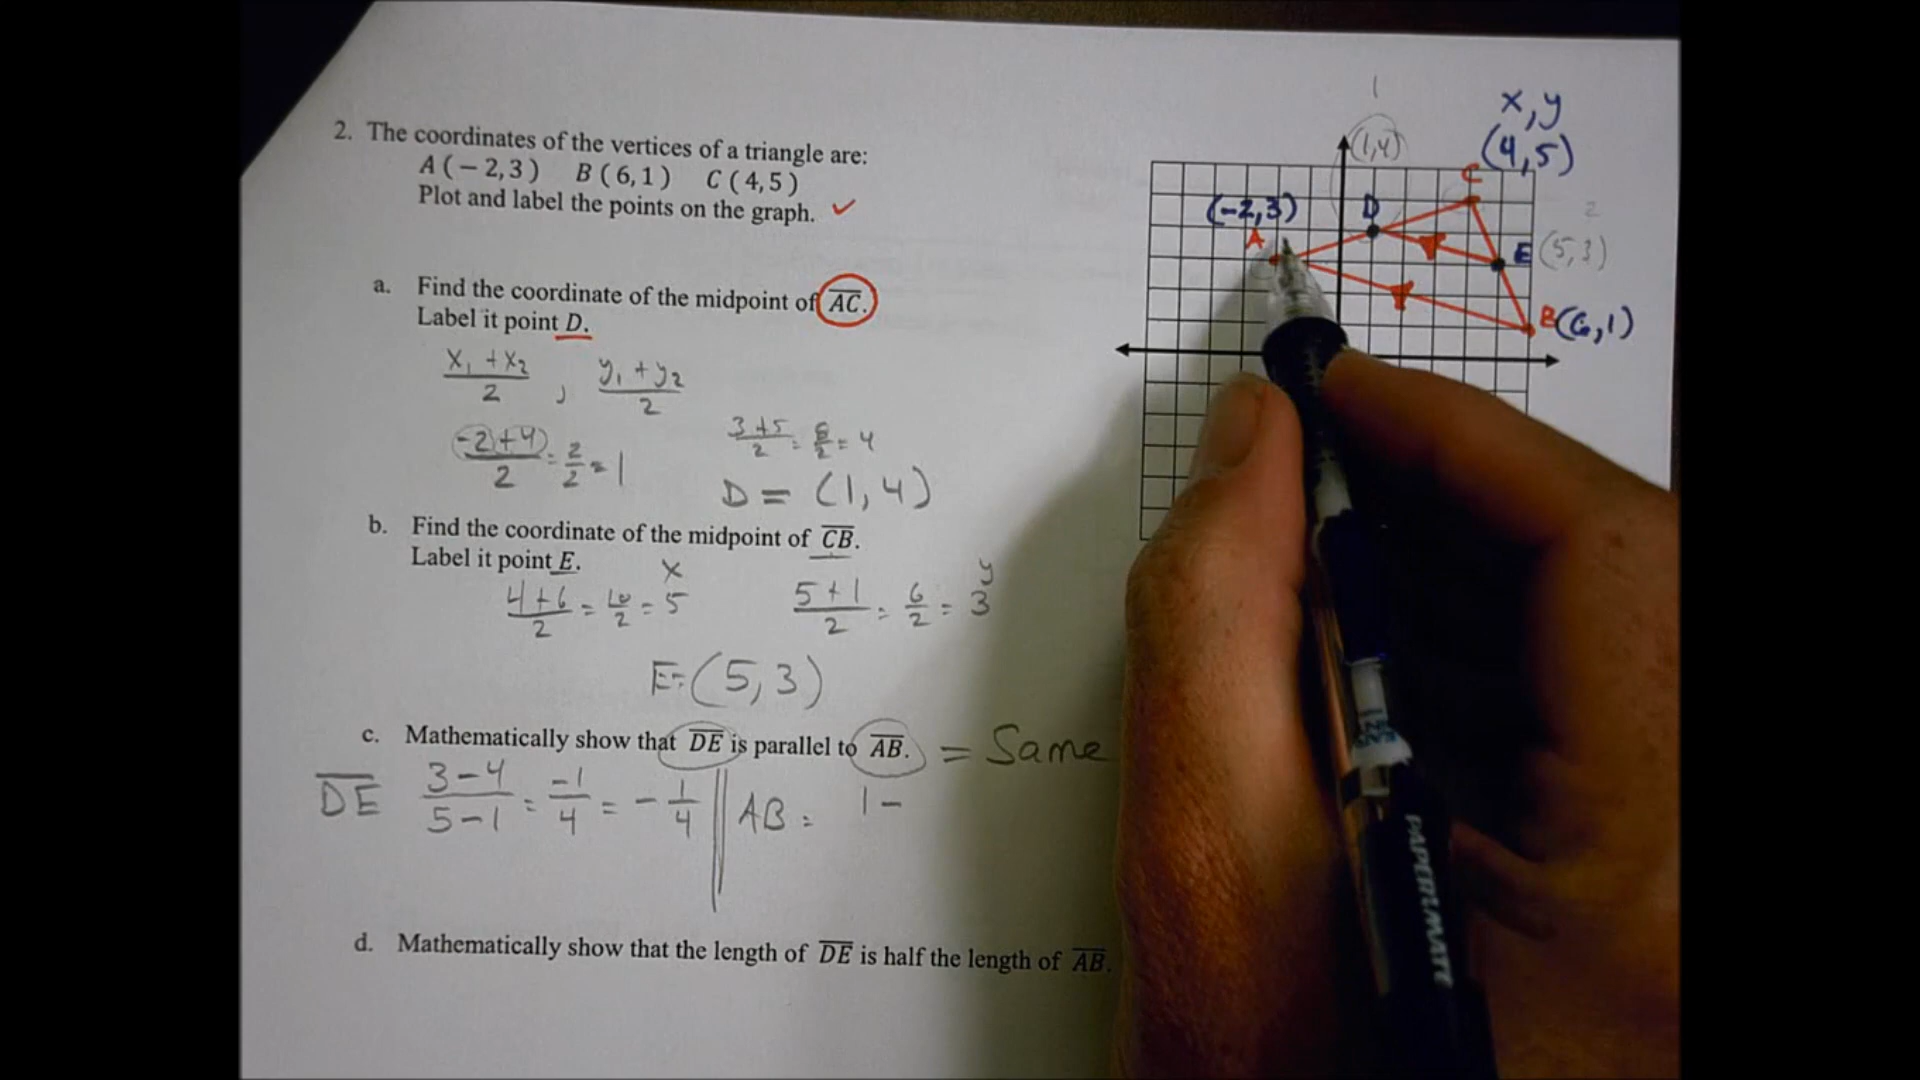 2. The coordinates of the vertices of a triangle are:
A (– 2,3) B ( 6,1) C ( 4,5)
Plot and label the points on the graph. ✓
a. Find the coordinate of the midpoint of AC.
Label it point D.
x₁ + x₂ / 2 , y₁ + y₂ / 2
-2+4 / 2 = 2/2 = 1
3+5 / 2 = 8/2 = 4
D = (1,4)
b. Find the coordinate of the midpoint of CB.
Label it point E.
x
4+6 / 2 = 10/2 = 5
y
5+1 / 2 = 6/2 = 3
E = (5,3)
c. Mathematically show that DE is parallel to AB. = Same
DE 3-4 / 5-1 = -1/4 = -1/4 || AB = 1 -
d. Mathematically show that the length of DE is half the length of AB.
1
x,y
(1,4)
(4,5)
C
(-2,3)
D
2
A
E (5,3)
B (6,1)
PAPERMATE